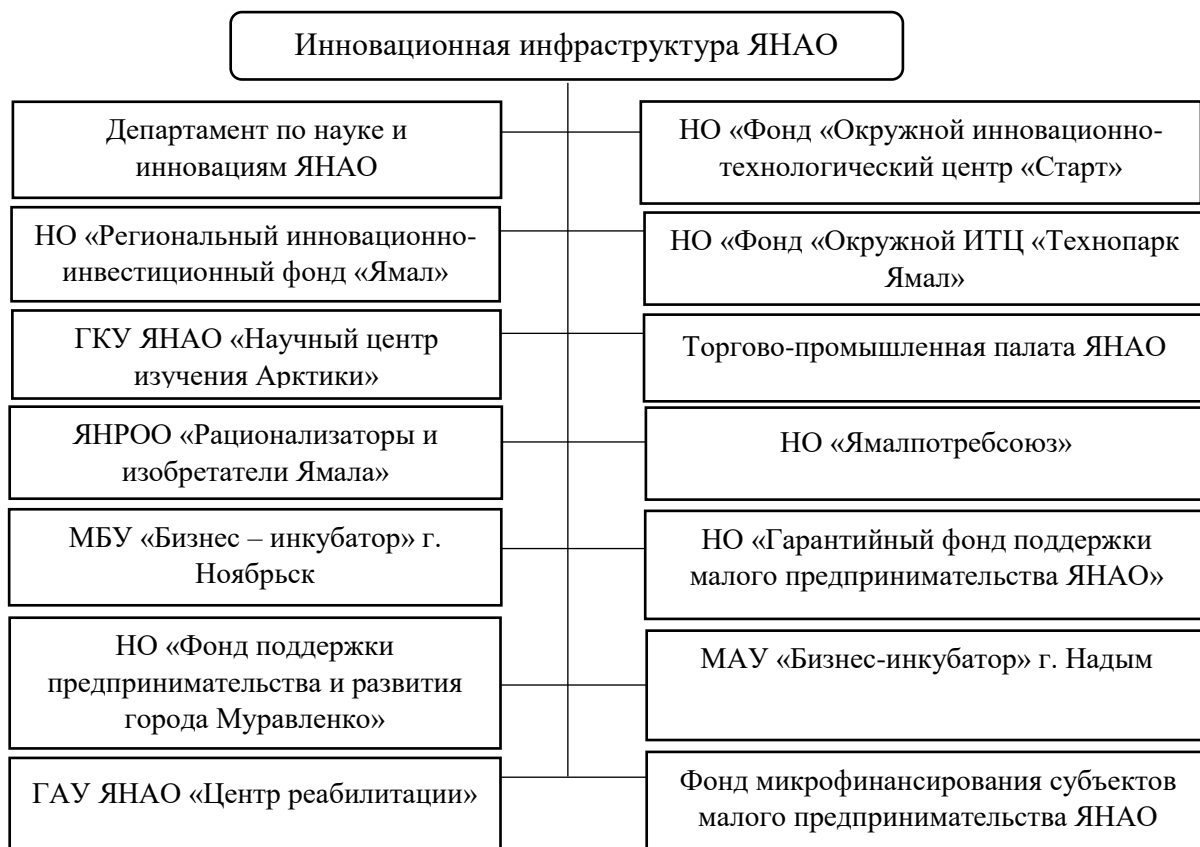 Инновационная инфраструктура ЯНАО
Департамент по науке и
инновациям ЯНАО
НО «Фонд «Окружной инновационно-
технологический центр «Старт»
НО «Региональный инновационно-
инвестиционный фонд «Ямал»
НО «Фонд «Окружной ИТЦ «Технопарк
Ямал»
ГКУ ЯНАО «Научный центр
изучения Арктики»
Торгово-промышленная палата ЯНАО
ЯНРОО «Рационализаторы и
изобретатели Ямала»
НО «Ямалпотребсоюз»
МБУ «Бизнес – инкубатор» г.
Ноябрьск
НО «Гарантийный фонд поддержки
малого предпринимательства ЯНАО»
НО «Фонд поддержки
предпринимательства и развития
города Муравленко»
МАУ «Бизнес-инкубатор» г. Надым
ГАУ ЯНАО «Центр реабилитации»
Фонд микрофинансирования субъектов
малого предпринимательства ЯНАО